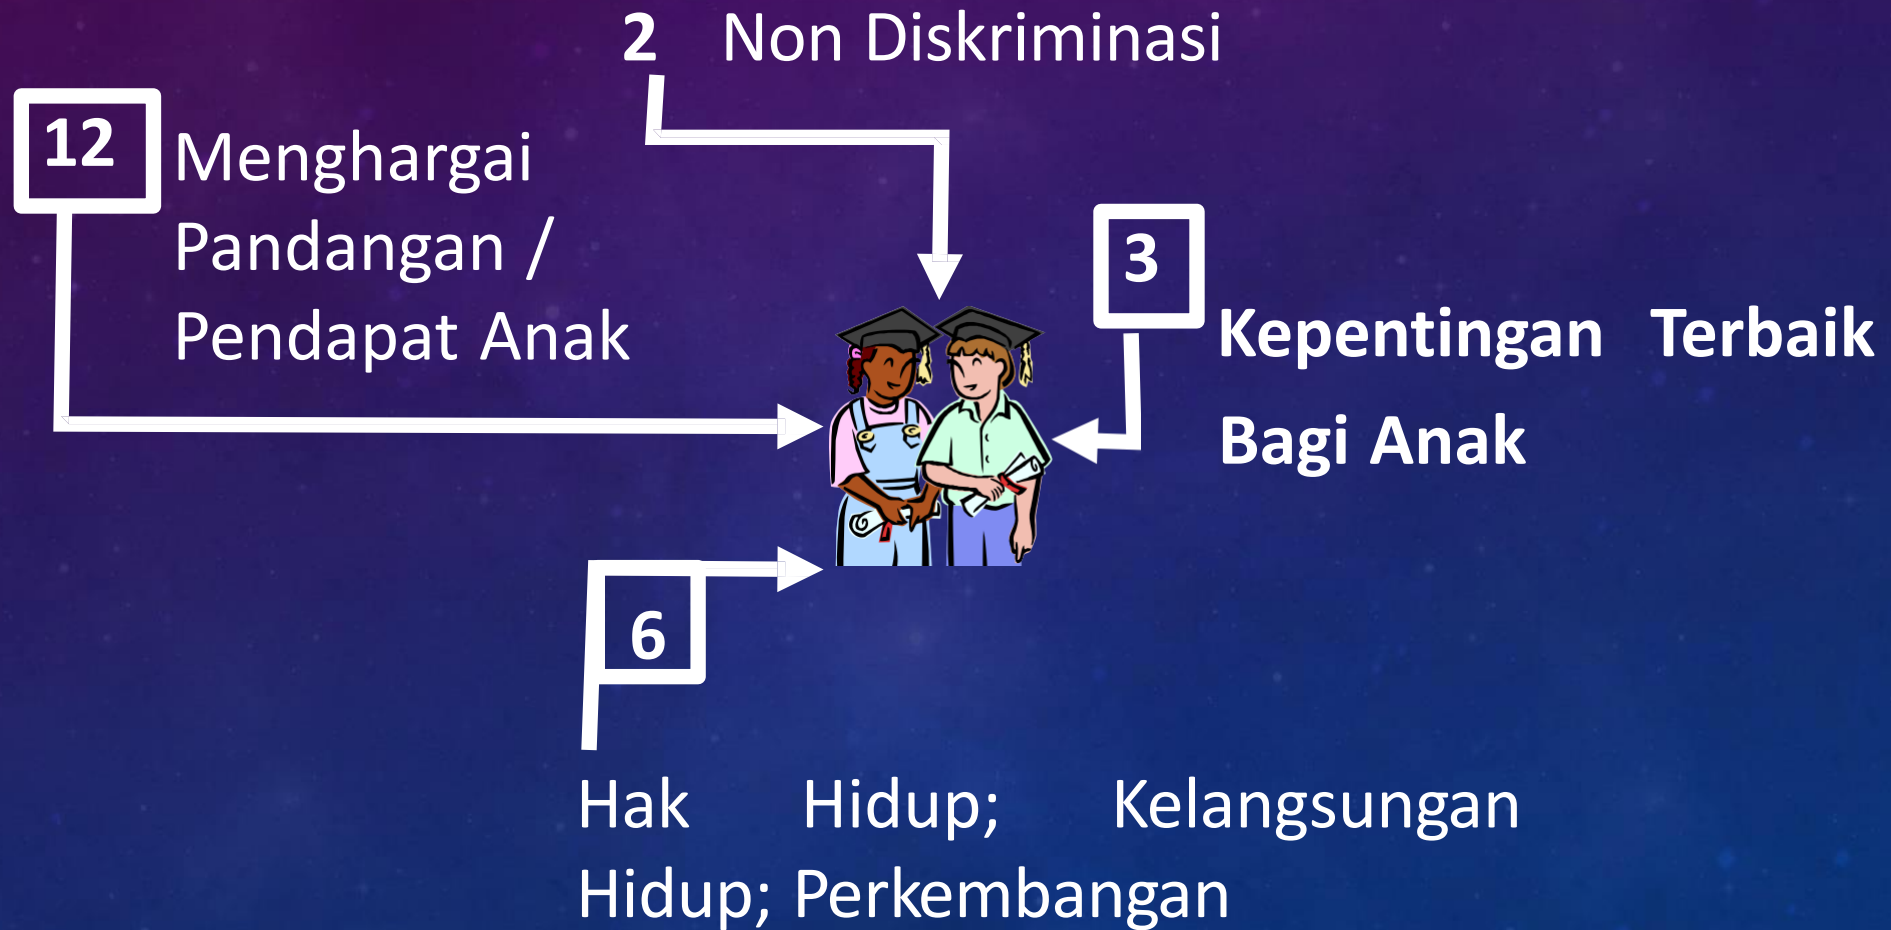 2 Non Diskriminasi
12
Menghargai
Pandangan /
Pendapat Anak
3
Kepentingan Terbaik
Bagi Anak
6
Hak Hidup; Kelangsungan
Hidup; Perkembangan